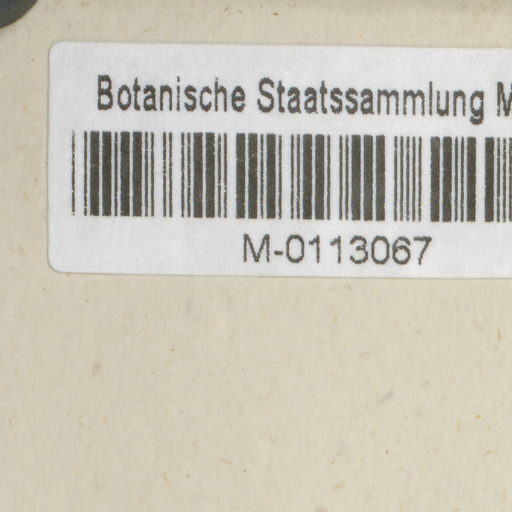 Botanische Staatssammlung M
M-0113067